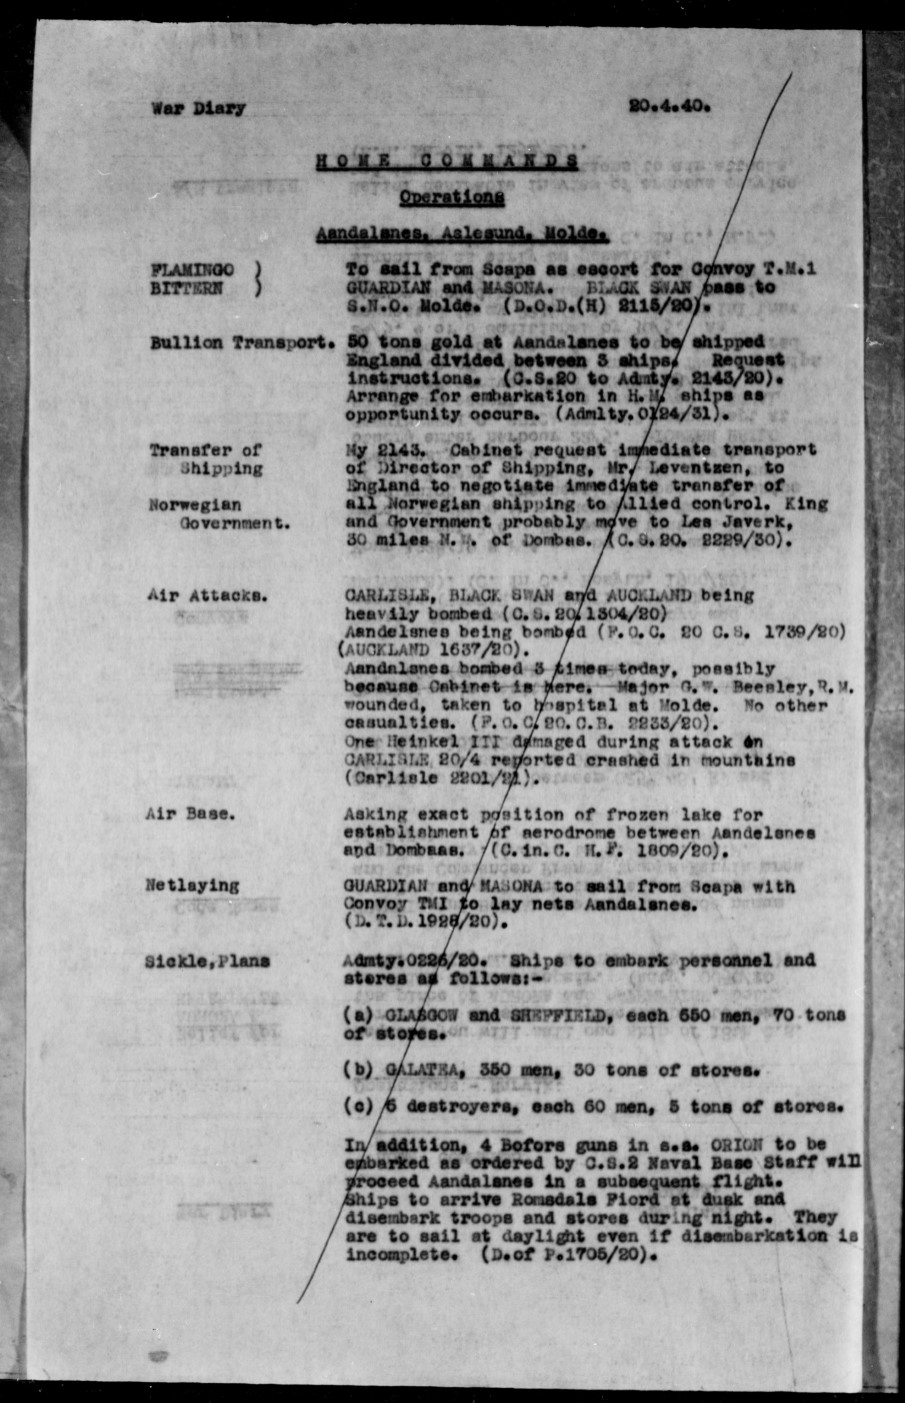 War Diary 20.4.40.
HOME COMMANDS
Operations
Aandalsnes. Aalesund. Molde.
FLAMINGO ) To sail from Scapa as escort for Convoy T.M.1
BITTERN ) GUARDIAN and MASONA. BLACK SWAN pass to
S.N.O. Molde. (D.O.D.(H) 2115/20).
Bullion Transport. 50 tons gold at Aandalsnes to be shipped
England divided between 3 ships. Request
instructions. (C.S.20 to Admty. 2143/20).
Arrange for embarkation in H.M. ships as
opportunity occurs. (Admlty.0124/31).
Transfer of My 2143. Cabinet request immediate transport
Shipping of Director of Shipping, Mr. Leventzen, to
England to negotiate immediate transfer of
Norwegian all Norwegian shipping to Allied control. King
Government. and Government probably move to Lea Javerk,
30 miles N.W. of Dombas. (C.S.20. 2229/30).
Air Attacks. CARLISLE, BLACK SWAN and AUCKLAND being
heavily bombed (C.S.20.1304/20)
Aandelsnes being bombed (F.O.C. 20 C.S. 1739/20)
(AUCKLAND 1637/20).
Aandalsnes bombed 3 times today, possibly
because Cabinet is here. Major G.W. Beesley,R.M.
wounded, taken to hospital at Molde. No other
casualties. (F.O.C.20.C.B. 2233/20).
One Heinkel III damaged during attack on
CARLISLE 20/4 reported crashed in mountains
(Carlisle 2201/21).
Air Base. Asking exact position of frozen lake for
establishment of aerodrome between Aandelsnes
and Dombaas. (C.in.C. H.F. 1809/20).
Netlaying GUARDIAN and MASONA to sail from Scapa with
Convoy TMI to lay nets Aandalsnes.
(D.T.D.1928/20).
Sickle,Plans Admty.0226/20. Ships to embark personnel and
stores as follows:-
(a) GLASGOW and SHEFFIELD, each 650 men, 70 tons
of stores.
(b) GALATEA, 350 men, 30 tons of stores.
(c) 6 destroyers, each 60 men, 5 tons of stores.
In addition, 4 Bofors guns in s.s. ORION to be
embarked as ordered by C.S.2 Naval Base Staff will
proceed Aandalsnes in a subsequent flight.
Ships to arrive Romsdals Fiord at dusk and
disembark troops and stores during night. They
are to sail at daylight even if disembarkation is
incomplete. (D.of P.1705/20).